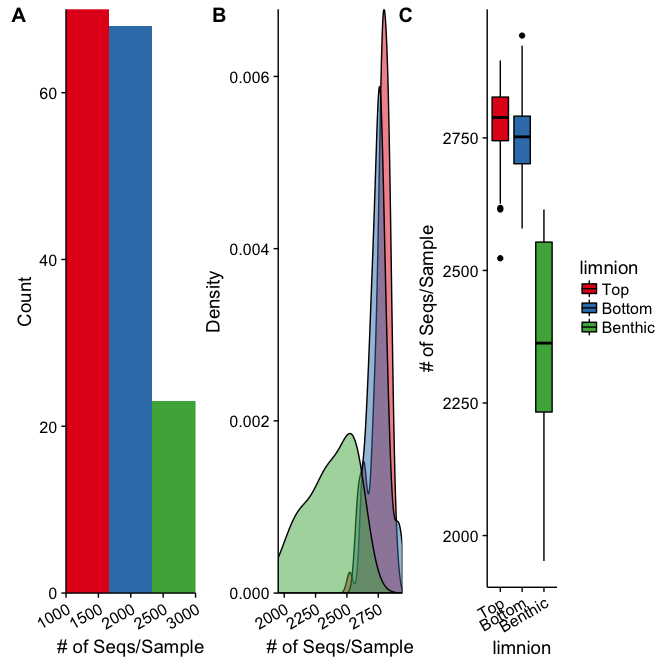 A
60
40
20
0
Count
1000
1500
2000
2500
3000
# of Seqs/Sample
B
0.006
0.004
0.002
0.000
Density
2000
2250
2500
2750
# of Seqs/Sample
C
2750
2500
2250
2000
# of Seqs/Sample
Top
Bottom
Benthic
limnion
limnion
Top
Bottom
Benthic